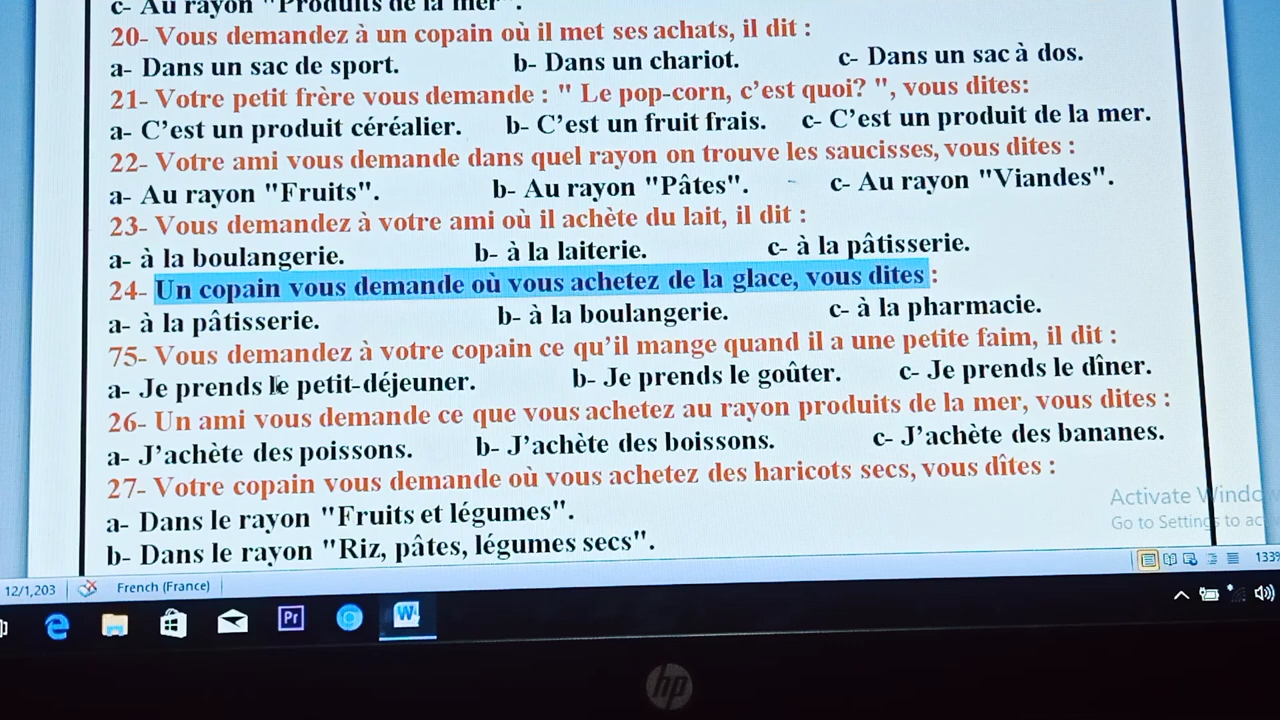 c- Au rayon "Produits de la mer".
20- Vous demandez à un copain où il met ses achats, il dit :
a- Dans un sac de sport. b- Dans un chariot. c- Dans un sac à dos.
21- Votre petit frère vous demande : " Le pop-corn, c’est quoi? ", vous dites:
a- C’est un produit céréalier. b- C’est un fruit frais. c- C’est un produit de la mer.
22- Votre ami vous demande dans quel rayon on trouve les saucisses, vous dites :
a- Au rayon "Fruits". b- Au rayon "Pâtes". c- Au rayon "Viandes".
23- Vous demandez à votre ami où il achète du lait, il dit :
a- à la boulangerie. b- à la laiterie. c- à la pâtisserie.
24- Un copain vous demande où vous achetez de la glace, vous dites :
a- à la pâtisserie. b- à la boulangerie. c- à la pharmacie.
75- Vous demandez à votre copain ce qu’il mange quand il a une petite faim, il dit :
a- Je prends le petit-déjeuner. b- Je prends le goûter. c- Je prends le dîner.
26- Un ami vous demande ce que vous achetez au rayon produits de la mer, vous dites :
a- J’achète des poissons. b- J’achète des boissons. c- J’achète des bananes.
27- Votre copain vous demande où vous achetez des haricots secs, vous dîtes :
a- Dans le rayon "Fruits et légumes".
b- Dans le rayon "Riz, pâtes, légumes secs".
Activate Windo
Go to Settings to ac
12/1,203 French (France) 133%
Pr W
hp